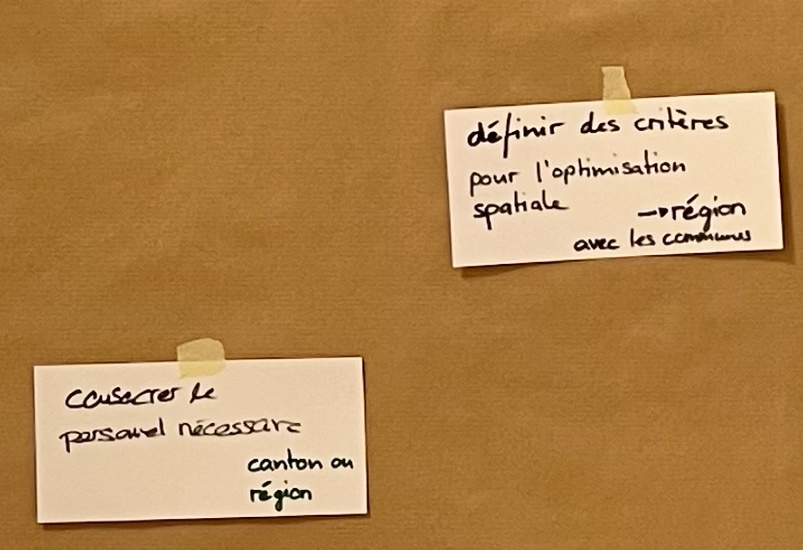 définir des critères
pour l'optimisation
spatiale
→ région
avec les communes
consacrer le
personnel nécessaire
canton ou
région